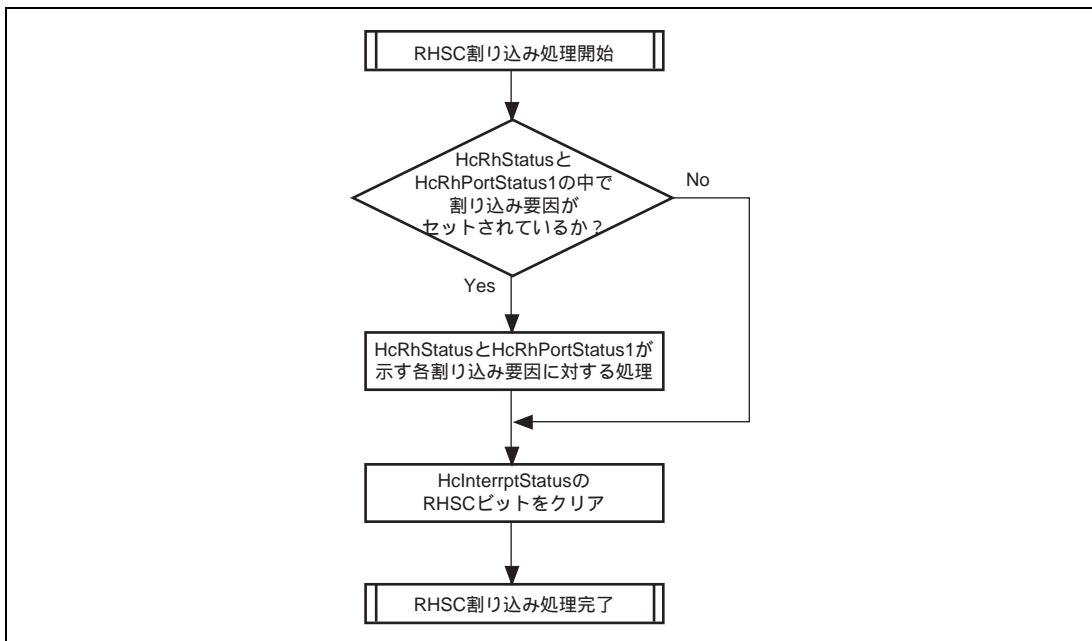 RHSC割り込み処理開始
HcRhStatusと
HcRhPortStatus1の中で
割り込み要因が
セットされているか？
No
Yes
HcRhStatusとHcRhPortStatus1が
示す各割り込み要因に対する処理
HcInterrptStatusの
RHSCビットをクリア
RHSC割り込み処理完了